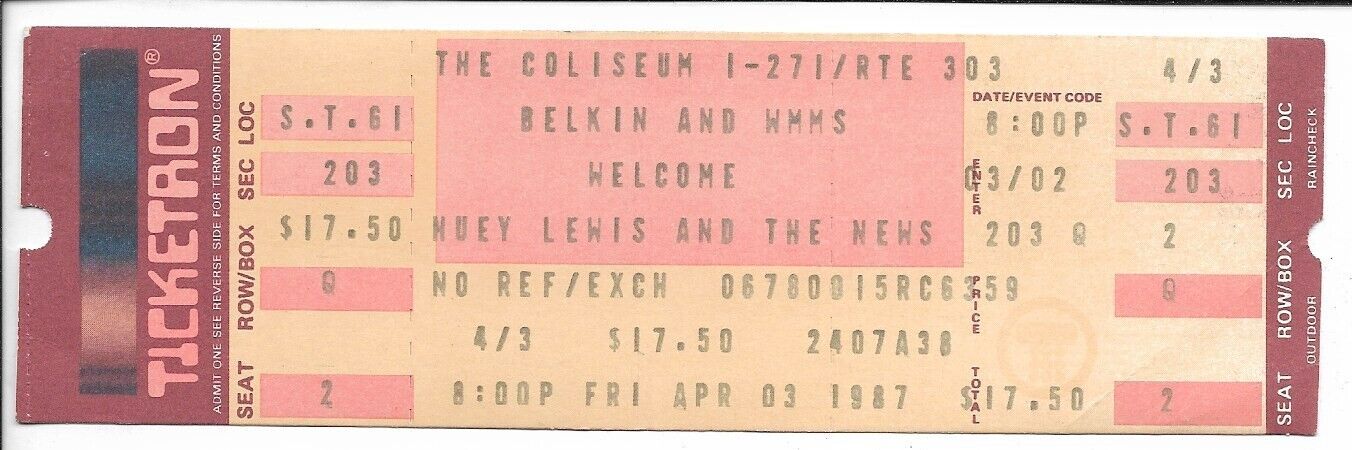 TICKETRON®
ADMIT ONE SEE REVERSE SIDE FOR TERMS AND CONDITIONS
SEAT ROW/BOX SEC LOC
S.T.61
203
$17.50
Q
2
THE COLISEUM I-271/RTE 303
BELKIN AND WMMS
WELCOME
HUEY LEWIS AND THE NEWS
NO REF/EXCH 06780815RC6359
4/3 $17.50 2407A38
8:00P FRI APR 03 1987 $17.50
DATE/EVENT CODE
8:00P
ENTER
03/02
203 Q
PRICE
TOTAL
4/3
S.T.61
203
2
Q
2
SEAT ROW/BOX SEC LOC
OUTDOOR RAINCHECK